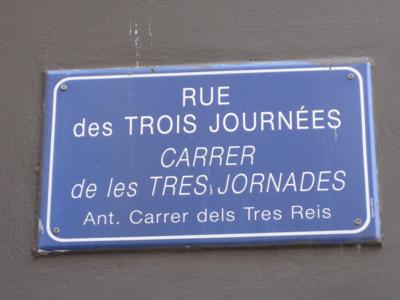 RUE
des TROIS JOURNÉES
CARRER
de les TRES JORNADES
Ant. Carrer dels Tres Reis